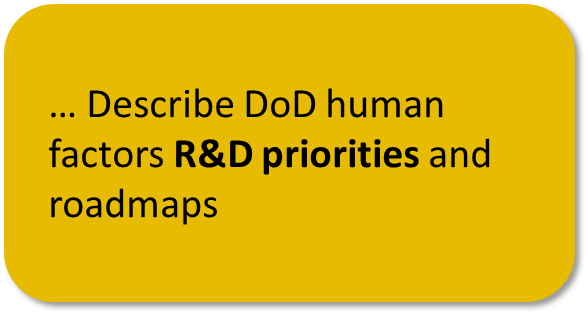 ... Describe DoD human
factors R&D priorities and
roadmaps